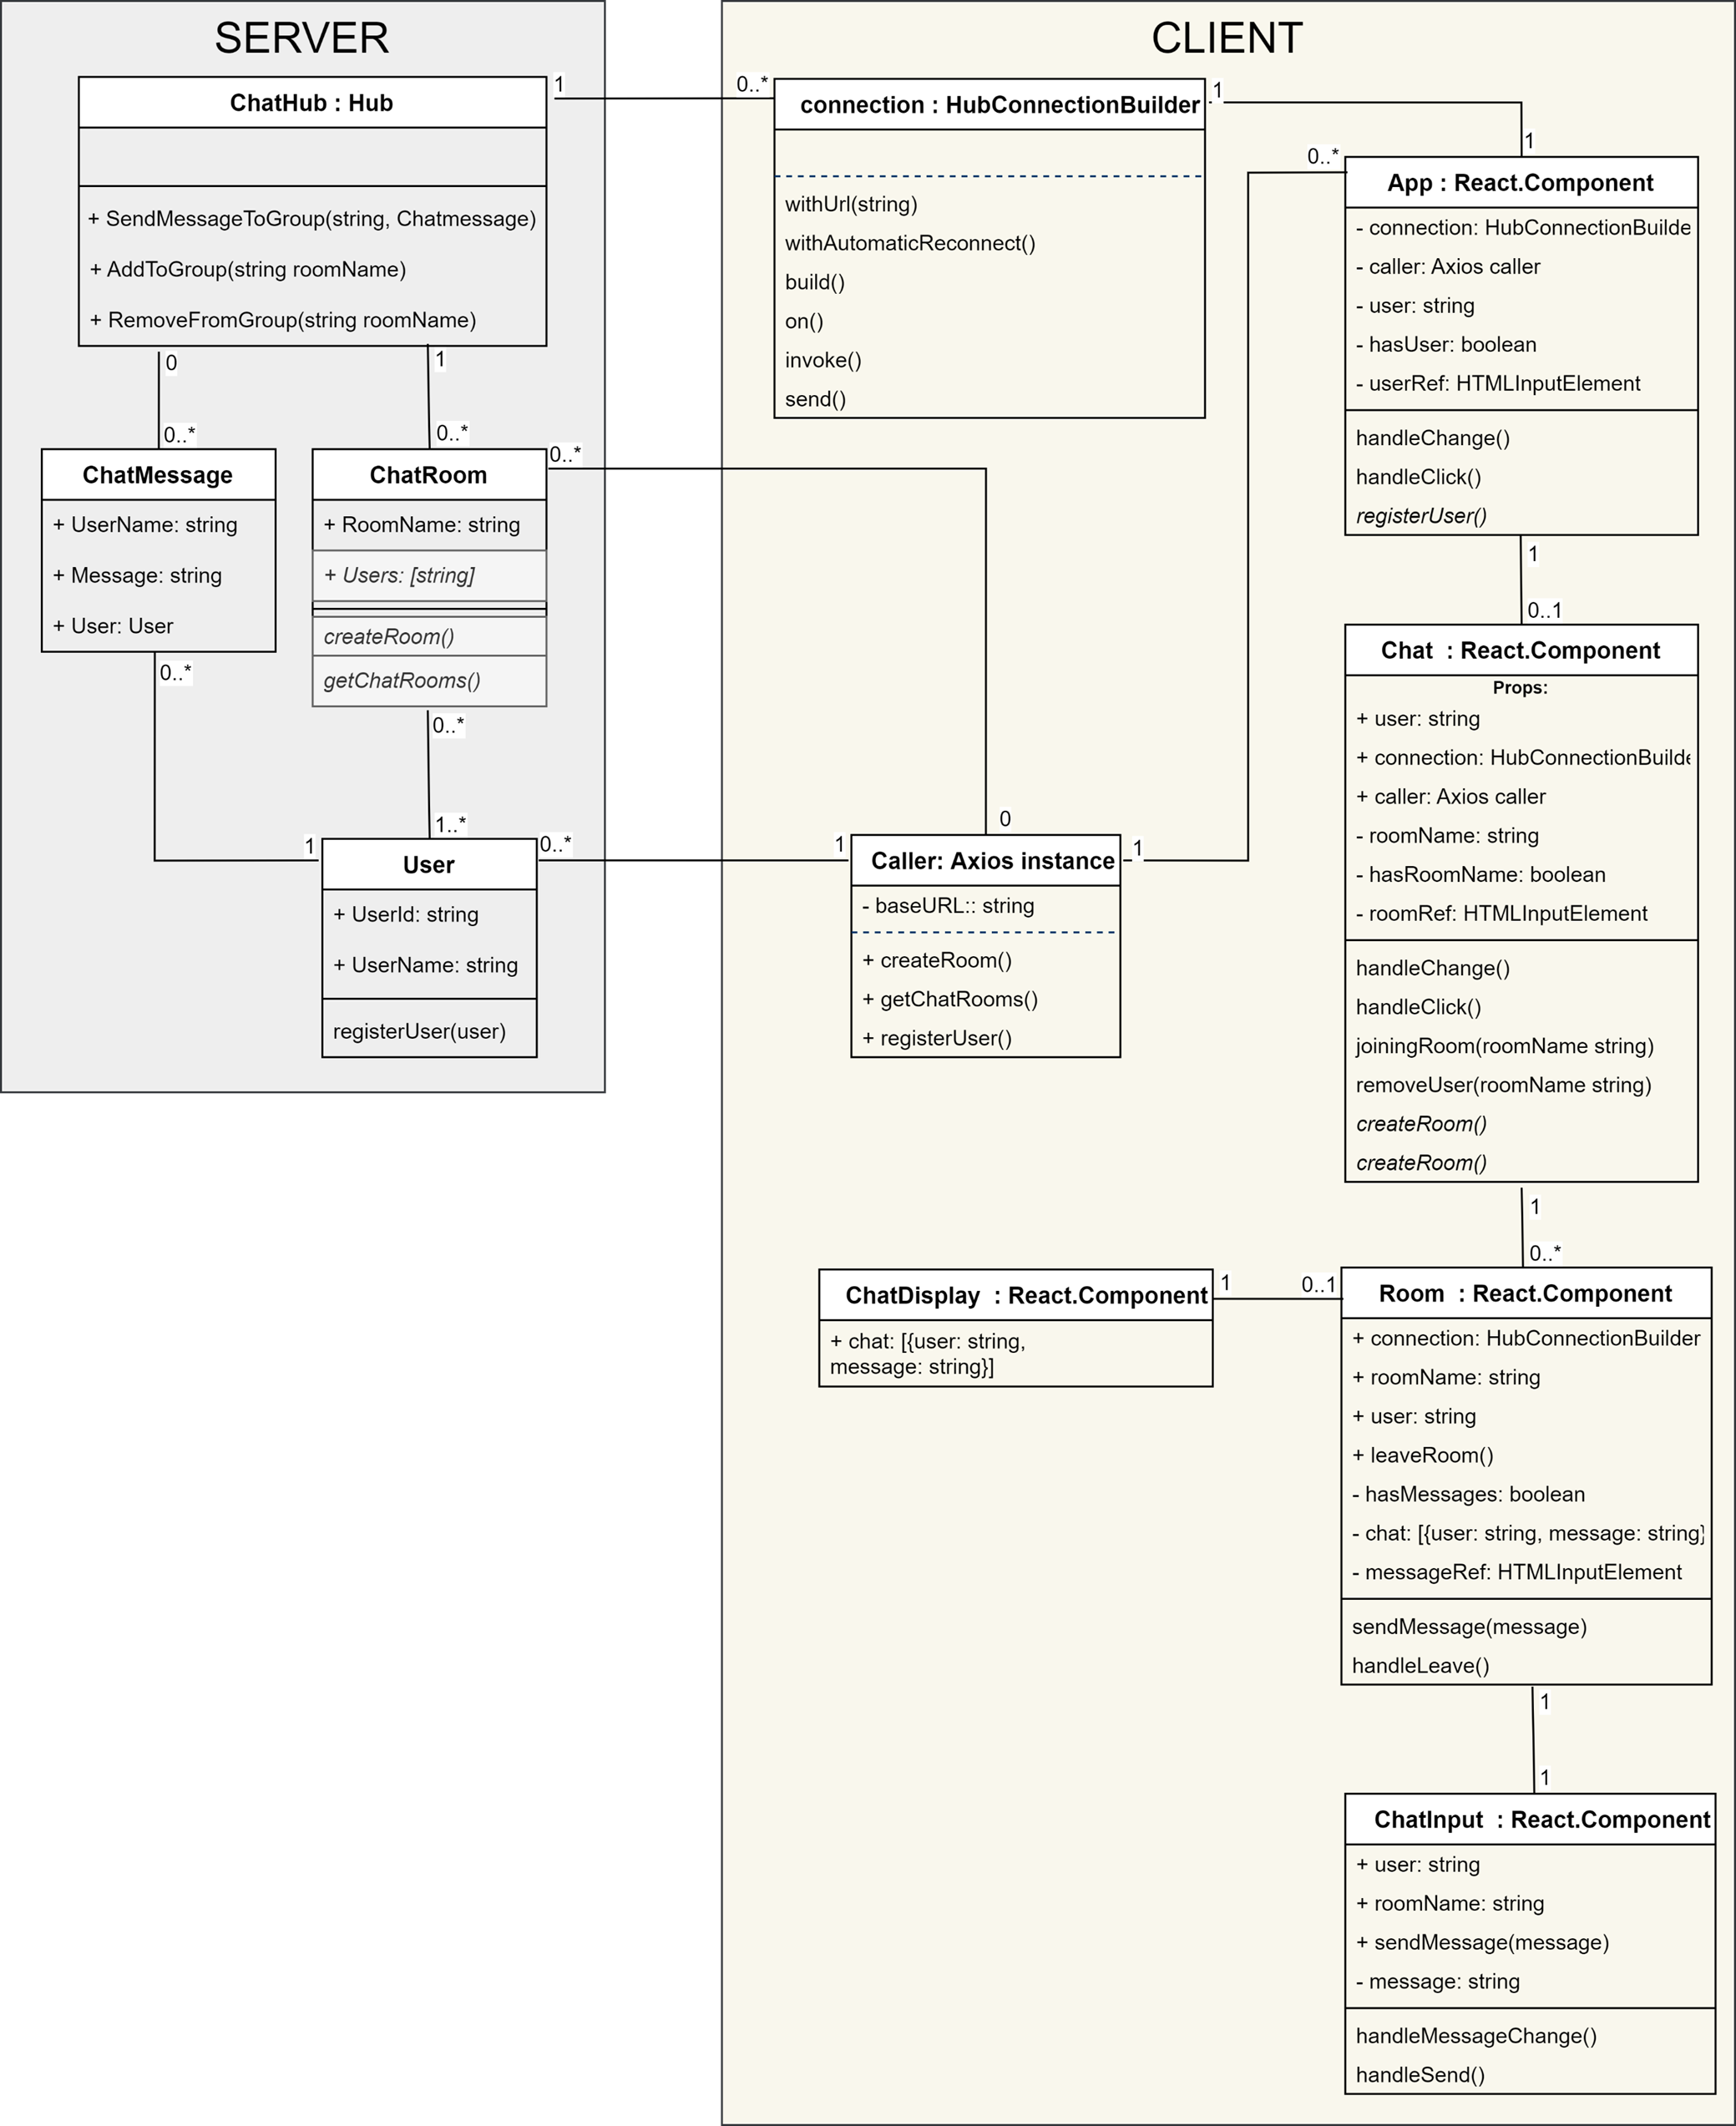 SERVER
ChatHub : Hub
+ SendMessageToGroup(string, Chatmessage)
+ AddToGroup(string roomName)
+ RemoveFromGroup(string roomName)
1
0..*
0
0..*
1
0..*
ChatMessage
+ UserName: string
+ Message: string
+ User: User
0..*
1
ChatRoom
+ RoomName: string
+ Users: [string]
createRoom()
getChatRooms()
0..*
0..*
1..*
User
+ UserId: string
+ UserName: string
registerUser(user)
0..*
1
CLIENT
connection : HubConnectionBuilder
withUrl(string)
withAutomaticReconnect()
build()
on()
invoke()
send()
1
1
0..*
App : React.Component
- connection: HubConnectionBuilde
- caller: Axios caller
- user: string
- hasUser: boolean
- userRef: HTMLInputElement
handleChange()
handleClick()
registerUser()
1
0..1
0
Caller: Axios instance
- baseURL:: string
+ createRoom()
+ getChatRooms()
+ registerUser()
1
Chat : React.Component
Props:
+ user: string
+ connection: HubConnectionBuilde
+ caller: Axios caller
- roomName: string
- hasRoomName: boolean
- roomRef: HTMLInputElement
handleChange()
handleClick()
joiningRoom(roomName string)
removeUser(roomName string)
createRoom()
createRoom()
1
0..*
ChatDisplay : React.Component
+ chat: [{user: string,
message: string}]
1
0..1
Room : React.Component
+ connection: HubConnectionBuilder
+ roomName: string
+ user: string
+ leaveRoom()
- hasMessages: boolean
- chat: [{user: string, message: string}
- messageRef: HTMLInputElement
sendMessage(message)
handleLeave()
1
1
ChatInput : React.Component
+ user: string
+ roomName: string
+ sendMessage(message)
- message: string
handleMessageChange()
handleSend()